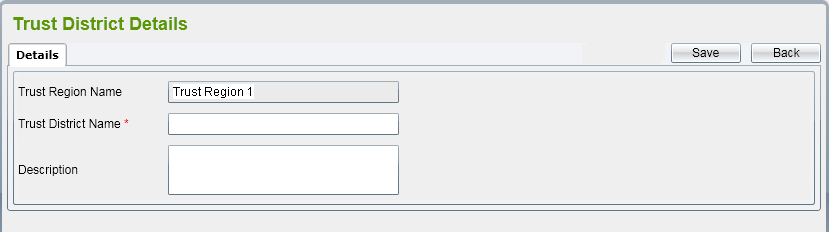 Trust District Details
Details
Save
Back
Trust Region Name
Trust Region 1
Trust District Name *
Description